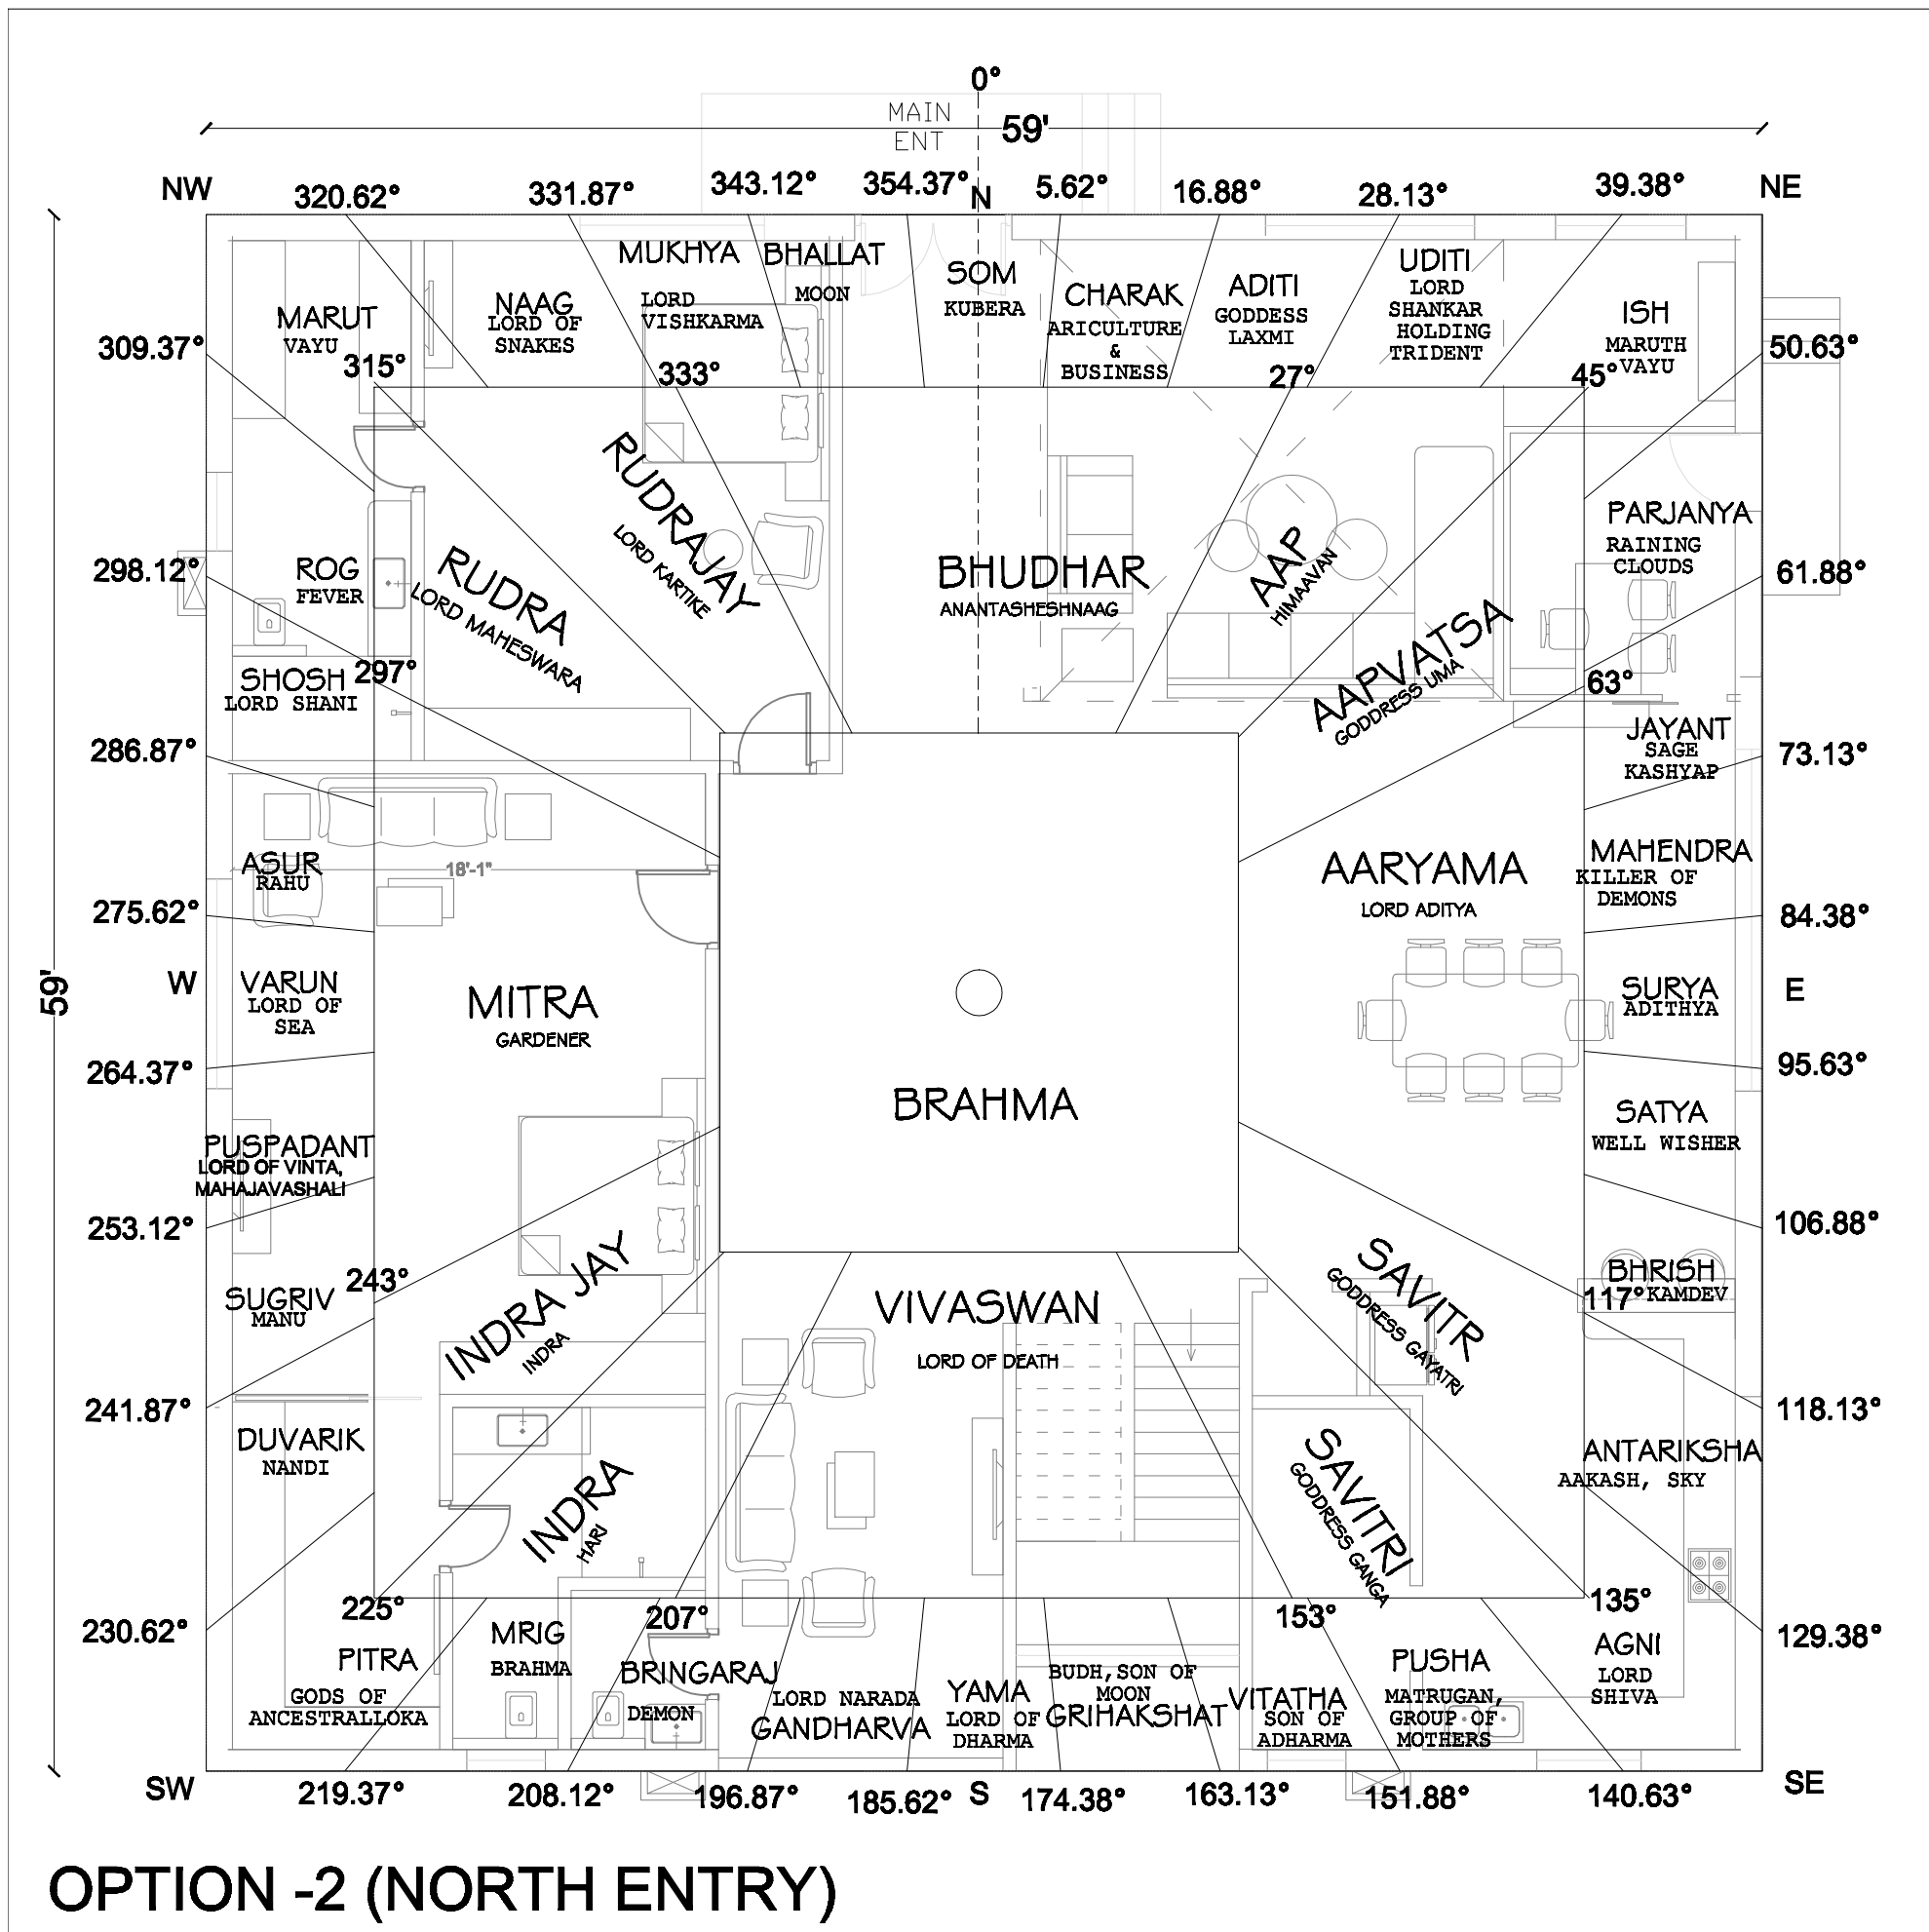 0°
MAIN
ENT
59'
NW
320.62°
331.87°
343.12°
354.37°
N
5.62°
16.88°
28.13°
39.38°
NE
MUKHYA
LORD
VISHKARMA
BHALLAT
MOON
SOM
KUBERA
CHARAK
ARICULTURE
&
BUSINESS
ADITI
GODDESS
LAXMI
UDITI
LORD
SHANKAR
HOLDING
TRIDENT
ISH
MARUTH
VAYU
MARUT
VAYU
NAAG
LORD OF
SNAKES
309.37°
315°
333°
27°
45°
50.63°
RUDRAJAY
LORD KARTIKE
RUDRA
LORD MAHESWARA
BHUDHAR
ANANTASHESHNAAG
AAP
HIMAAVAN
AAPVATSA
GODDRESS UMA
PARJANYA
RAINING
CLOUDS
298.12°
ROG
FEVER
61.88°
SHOSH
LORD SHANI
297°
63°
JAYANT
SAGE
KASHYAP
286.87°
73.13°
ASUR
RAHU
18'-1"
AARYAMA
LORD ADITYA
MAHENDRA
KILLER OF
DEMONS
275.62°
84.38°
59'
W
VARUN
LORD OF
SEA
MITRA
GARDENER
SURYA
ADITHYA
E
264.37°
95.63°
BRAHMA
SATYA
WELL WISHER
PUSPADANT
LORD OF VINTA,
MAHAJAVASHALI
253.12°
106.88°
SUGRIV
MANU
243°
INDRA JAY
INDRA
VIVASWAN
LORD OF DEATH
SAVITR
GODDRESS GAYATRI
BHRISH
KAMDEV
117°
241.87°
118.13°
DUVARIK
NANDI
INDRA
HARI
SAVITRI
GODDRESS GANGA
ANTARIKSHA
AAKASH, SKY
230.62°
225°
207°
153°
135°
129.38°
PITRA
GODS OF
ANCESTRALLOKA
MRIG
BRAHMA
BRINGARAJ
DEMON
LORD NARADA
GANDHARVA
YAMA
LORD OF
DHARMA
BUDH,SON OF
MOON
GRIHAKSHAT
VITATHA
SON OF
ADHARMA
PUSHA
MATRUGAN,
GROUP OF
MOTHERS
AGNI
LORD
SHIVA
SW
219.37°
208.12°
196.87°
185.62°
S
174.38°
163.13°
151.88°
140.63°
SE
OPTION -2 (NORTH ENTRY)